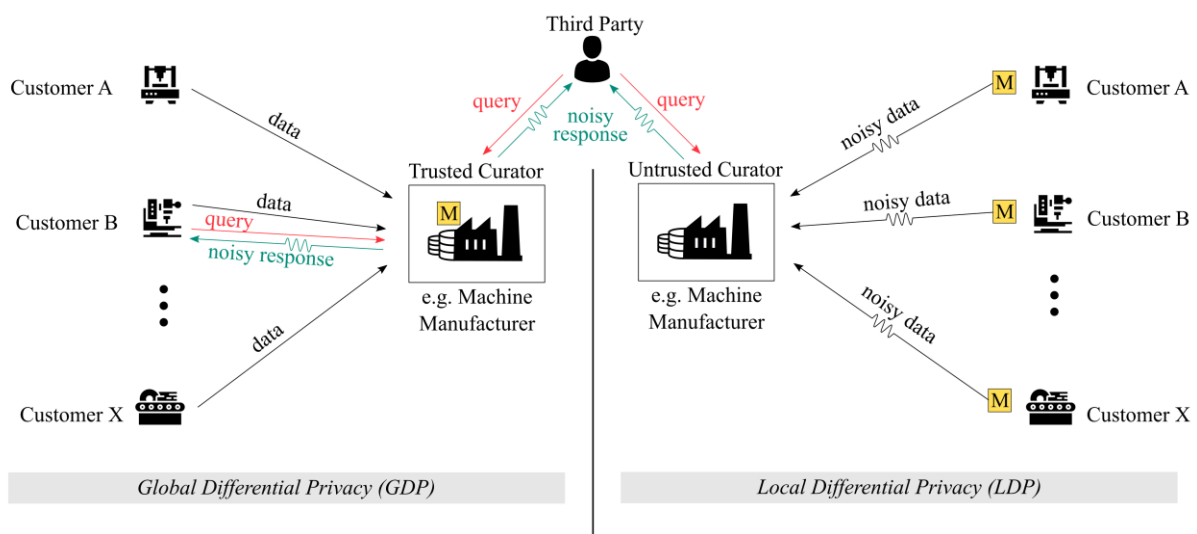 Third Party
Customer A
data
query
noisy
response
query
Trusted Curator
M
Customer B
data
query
noisy response
e.g. Machine
Manufacturer
data
Customer X
Global Differential Privacy (GDP)
Untrusted Curator
e.g. Machine
Manufacturer
noisy data
M
Customer A
noisy data
M
Customer B
noisy data
M
Customer X
Local Differential Privacy (LDP)